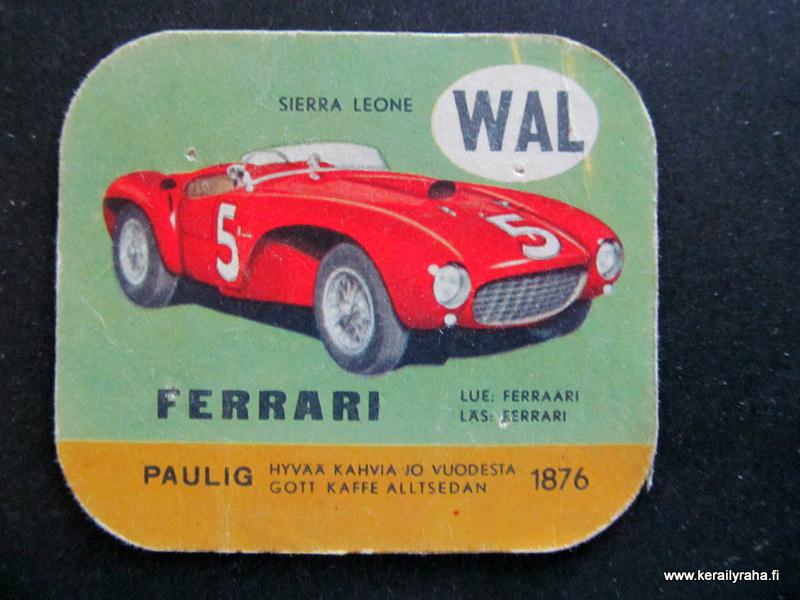 SIERRA LEONE
WAL
5
5
FERRARI
LUE: FERRAARI
LÄS: FERRARI
PAULIG
HYVÄÄ KAHVIA JO VUODESTA
GOTT KAFFE ALLTSEDAN
1876
www.kerailyraha.fi